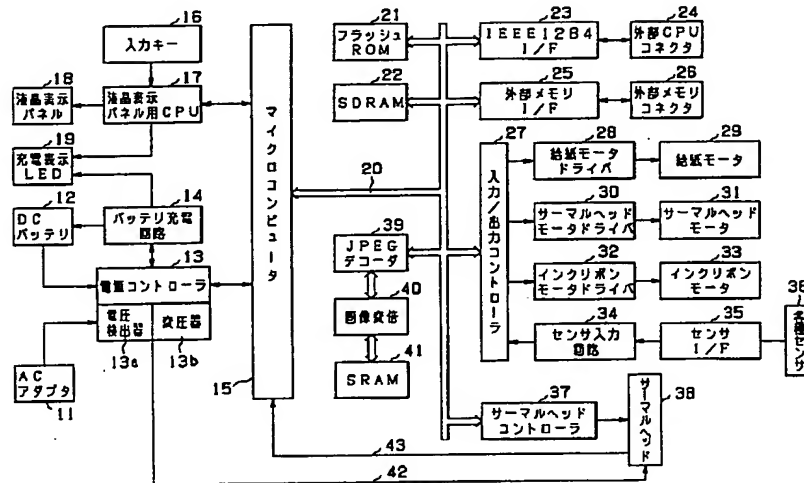 16
入力キー
18
液晶表示
パネル
17
液晶表示
パネル用CPU
19
充電表示
LED
12
DC
バッテリ
14
バッテリ充電
回路
13
電源コントローラ
電圧
検出器
変圧器
13a
13b
AC
アダプタ
11
マイクロコンピュータ
15
20
21
フラッシュ
ROM
22
SDRAM
39
JPEG
デコーダ
40
画像変倍
41
SRAM
23
IEEE1284
I/F
24
外部CPU
コネクタ
25
外部メモリ
I/F
26
外部メモリ
コネクタ
27
入力/出力コントローラ
28
給紙モータ
ドライバ
29
給紙モータ
30
サーマルヘッド
モータドライバ
31
サーマルヘッド
モータ
32
インクリボン
モータドライバ
33
インクリボン
モータ
34
センサ入力
回路
35
センサ
I/F
36
各種センサ
37
サーマルヘッド
コントローラ
38
サーマルヘッド
43
42